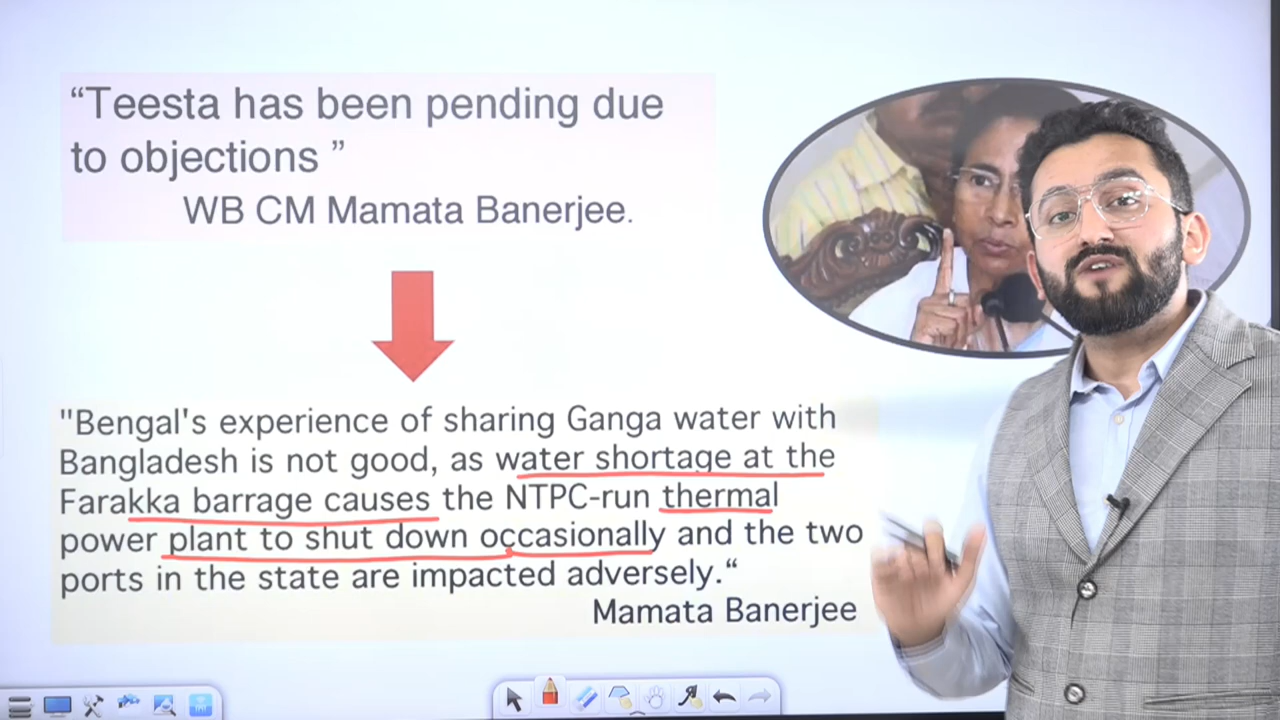 “Teesta has been pending due
to objections ”
WB CM Mamata Banerjee.
"Bengal's experience of sharing Ganga water with
Bangladesh is not good, as water shortage at the
Farakka barrage causes the NTPC-run thermal
power plant to shut down occasionally and the two
ports in the state are impacted adversely.“
Mamata Banerjee